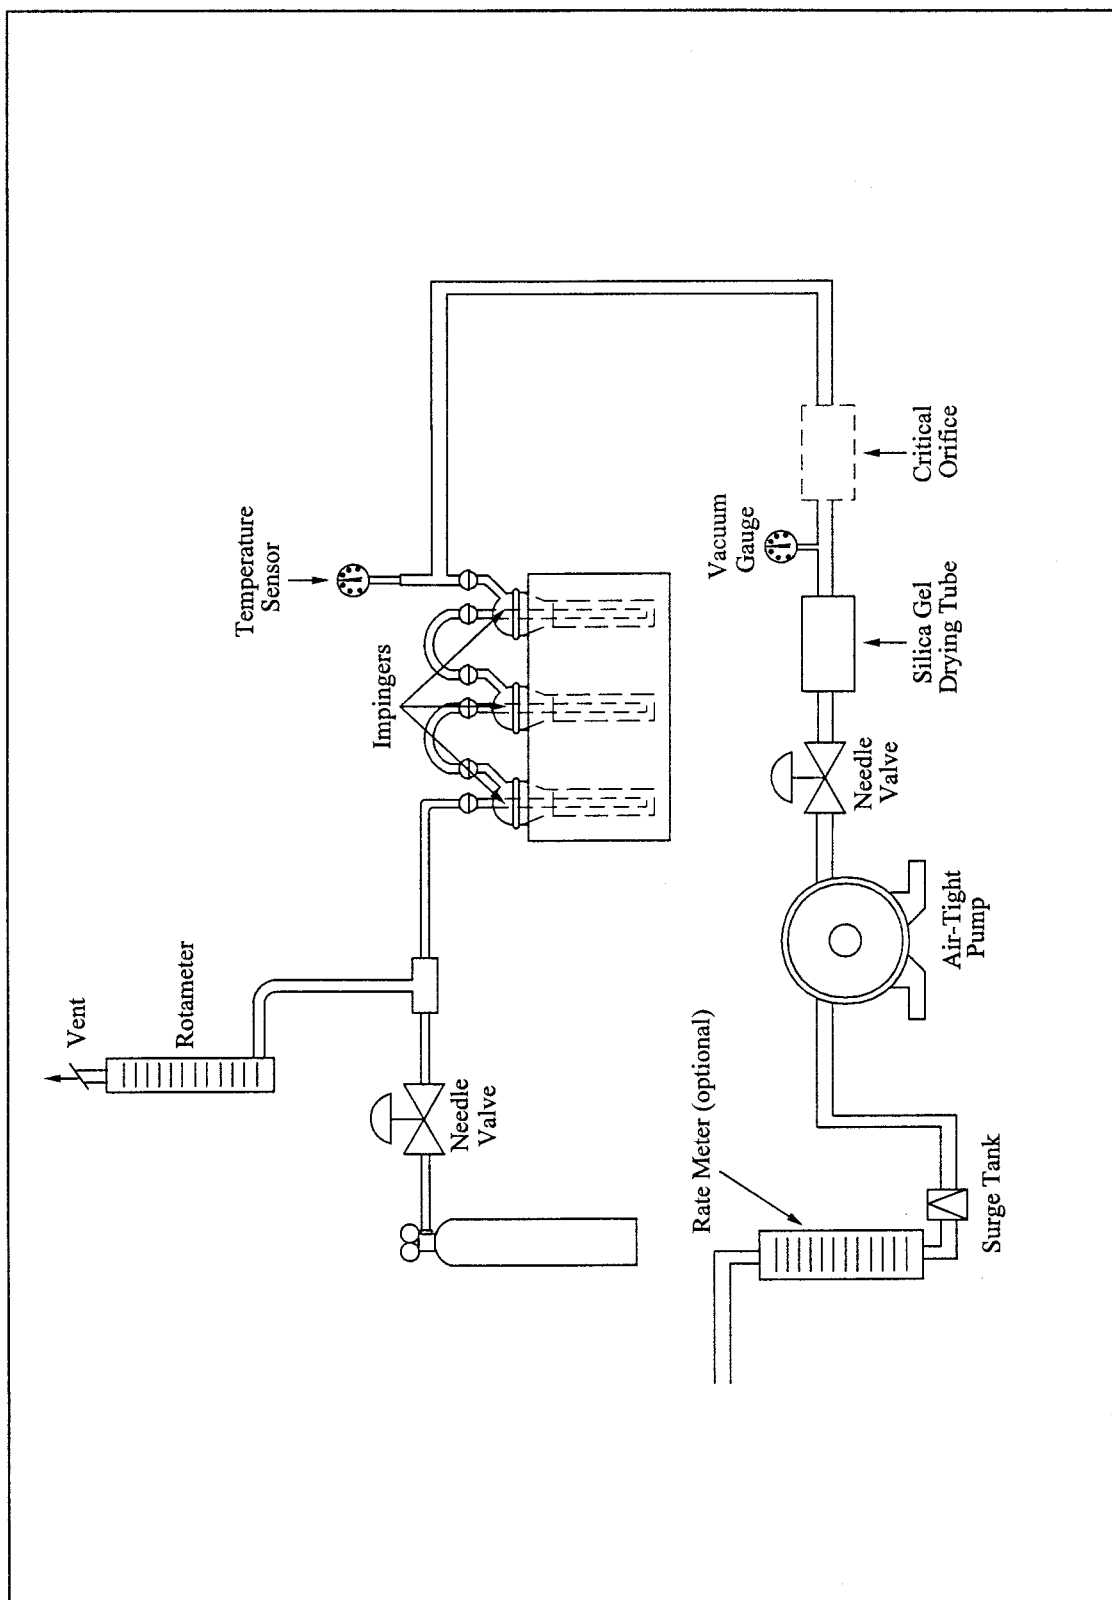 Vent
Rotameter
Needle
Valve
Temperature
Sensor
Impingers
Rate Meter (optional)
Surge Tank
Air-Tight
Pump
Needle
Valve
Silica Gel
Drying Tube
Vacuum
Gauge
Critical
Orifice